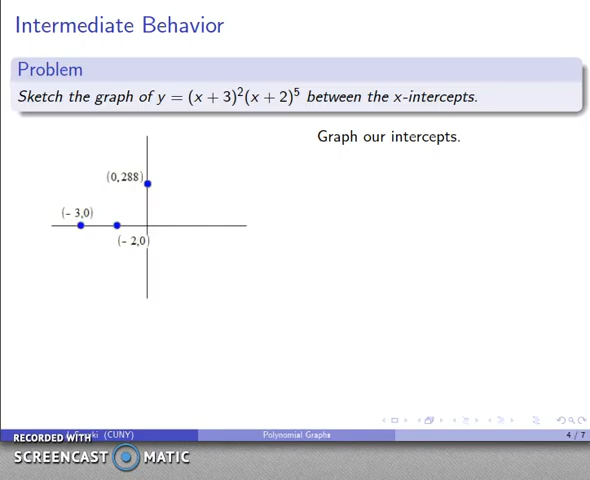 Intermediate Behavior
Problem
Sketch the graph of y = (x + 3)²(x + 2)⁵ between the x-intercepts.
Graph our intercepts.
(0,288)
(- 3,0)
(- 2,0)
(CUNY) Polynomial Graphs 4 / 7
RECORDED WITH
SCREENCAST MATIC